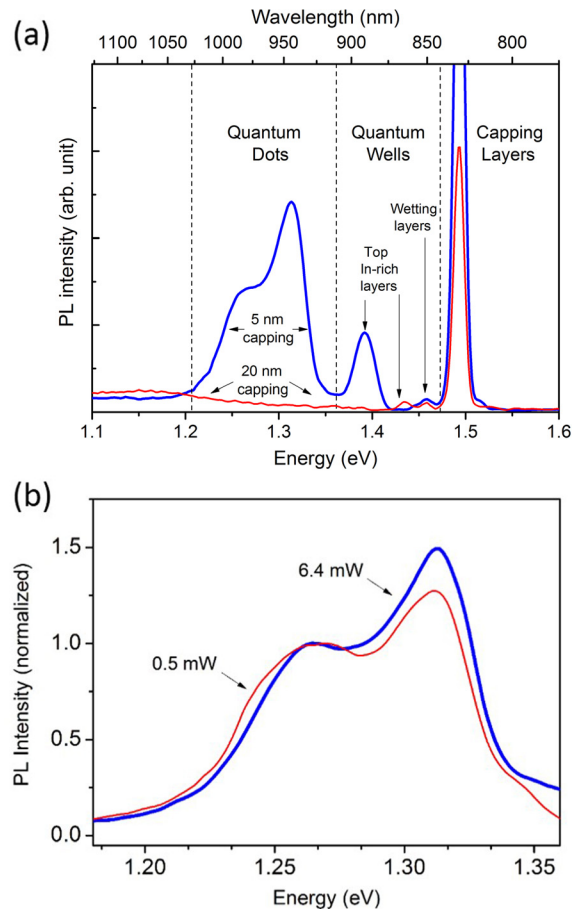 (a)
Wavelength (nm)
1100 1050 1000 950 900 850 800
PL intensity (arb. unit)
Quantum
Dots
Quantum
Wells
Capping
Layers
Wetting
layers
Top
In-rich
layers
5 nm
capping
20 nm
capping
1.1 1.2 1.3 1.4 1.5 1.6
Energy (eV)
(b)
PL Intensity (normalized)
1.5
1.0
0.5
0.0
6.4 mW
0.5 mW
1.20 1.25 1.30 1.35
Energy (eV)